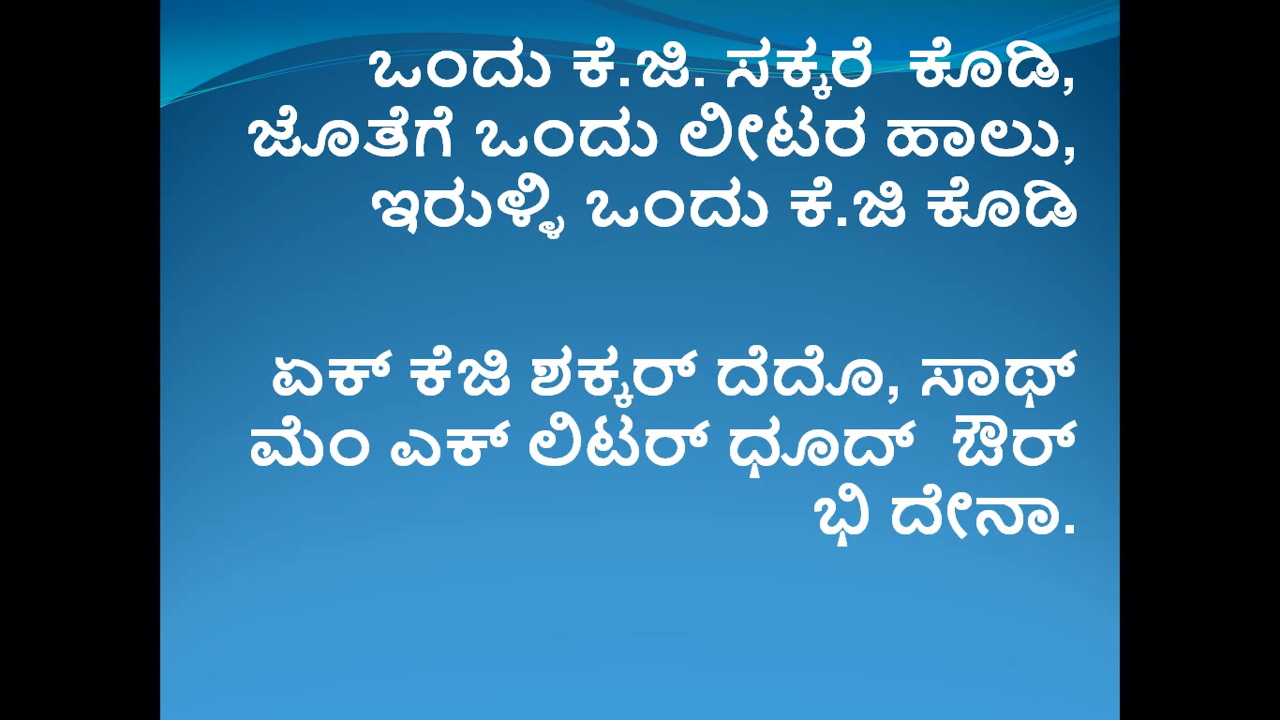 ಒಂದು ಕೆ.ಜಿ. ಸಕ್ಕರೆ ಕೊಡಿ,
ಜೊತೆಗೆ ಒಂದು ಲೀಟರ ಹಾಲು,
ಇರುಳ್ಳಿ ಒಂದು ಕೆ.ಜಿ ಕೊಡಿ
ಏಕ್ ಕೆಜಿ ಶಕ್ಕರ್ ದೆದೊ, ಸಾಥ್
ಮೆಂ ಎಕ್ ಲಿಟರ್ ಧೂದ್ ಔರ್
ಭಿ ದೇನಾ.